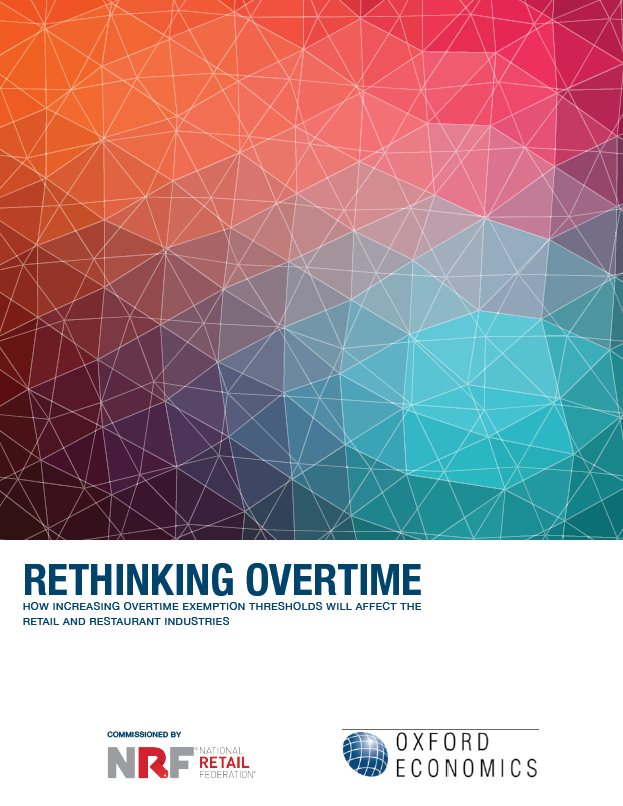 RETHINKING OVERTIME
HOW INCREASING OVERTIME EXEMPTION THRESHOLDS WILL AFFECT THE
RETAIL AND RESTAURANT INDUSTRIES
COMMISSIONED BY
NRF® NATIONAL
RETAIL
FEDERATION®
OXFORD
ECONOMICS